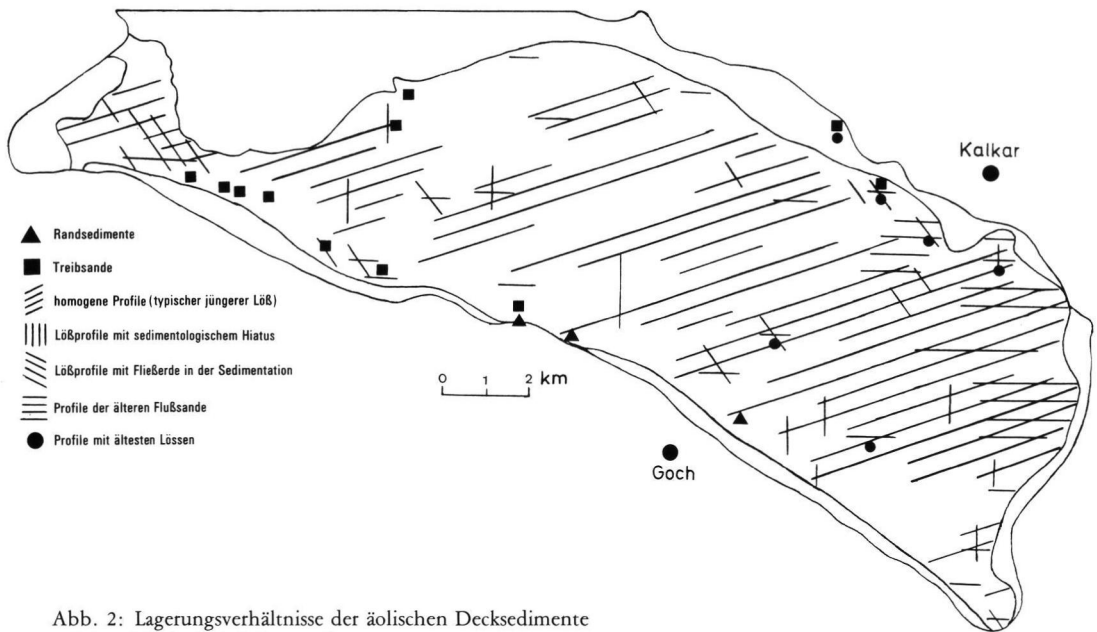 Kalkar
Randsedimente
Treibsande
homogene Profile (typischer jüngerer Löß)
Lößprofile mit sedimentologischem Hiatus
Lößprofile mit Fließerde in der Sedimentation
Profile der älteren Flußsande
Profile mit ältesten Lössen
0 1 2 km
Goch
Abb. 2: Lagerungsverhältnisse der äolischen Decksedimente